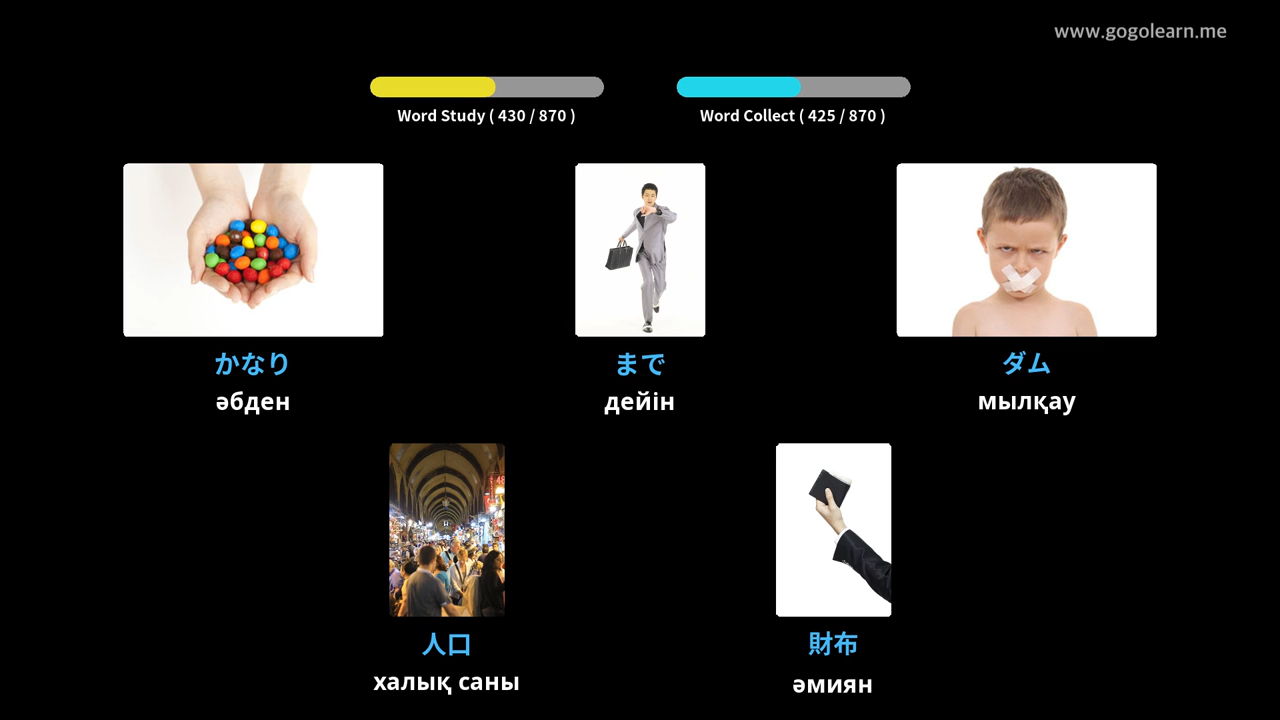 www.gogolearn.me
Word Study ( 430 / 870 )
Word Collect ( 425 / 870 )
かなり
әбден
まで
дейін
ダム
мылқау
人口
халық саны
財布
әмиян